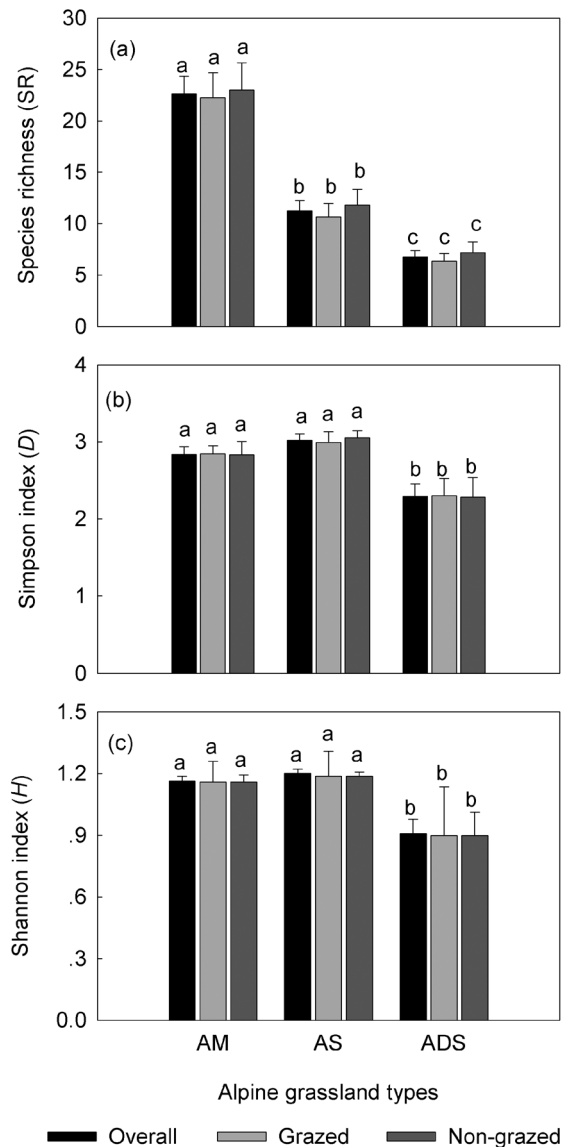 30
(a)
a a a
25
20
15
b b b
10
c c c
5
0
Species richness (SR)
4
(b)
a a a
a a a
b b b
3
2
1
0
Simpson index (D)
1.5
(c)
a a a
a a a
b b b
1.2
.9
.6
.3
0.0
Shannon index (H)
AM AS ADS
Alpine grassland types
Overall Grazed Non-grazed